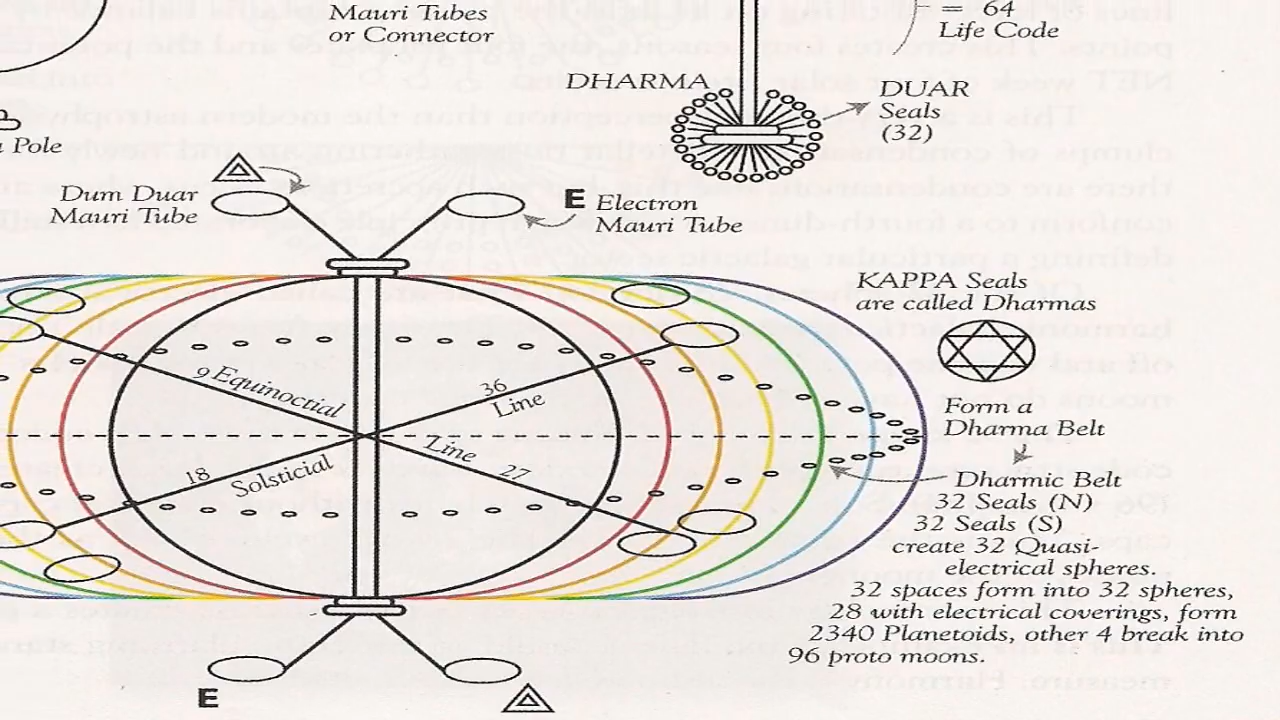 Mauri Tubes
or Connector
= 64
Life Code
DHARMA
DUAR
Seals
(32)
Pole
Dum Duar
Mauri Tube
E Electron
Mauri Tube
KAPPA Seals
are called Dharmas
9 Equinoctial
36
Line
Form a
Dharma Belt
Line
27
18
Solsticial
Dharmic Belt
32 Seals (N)
32 Seals (S)
create 32 Quasi-
electrical spheres.
32 spaces form into 32 spheres,
28 with electrical coverings, form
2340 Planetoids, other 4 break into
96 proto moons.
E